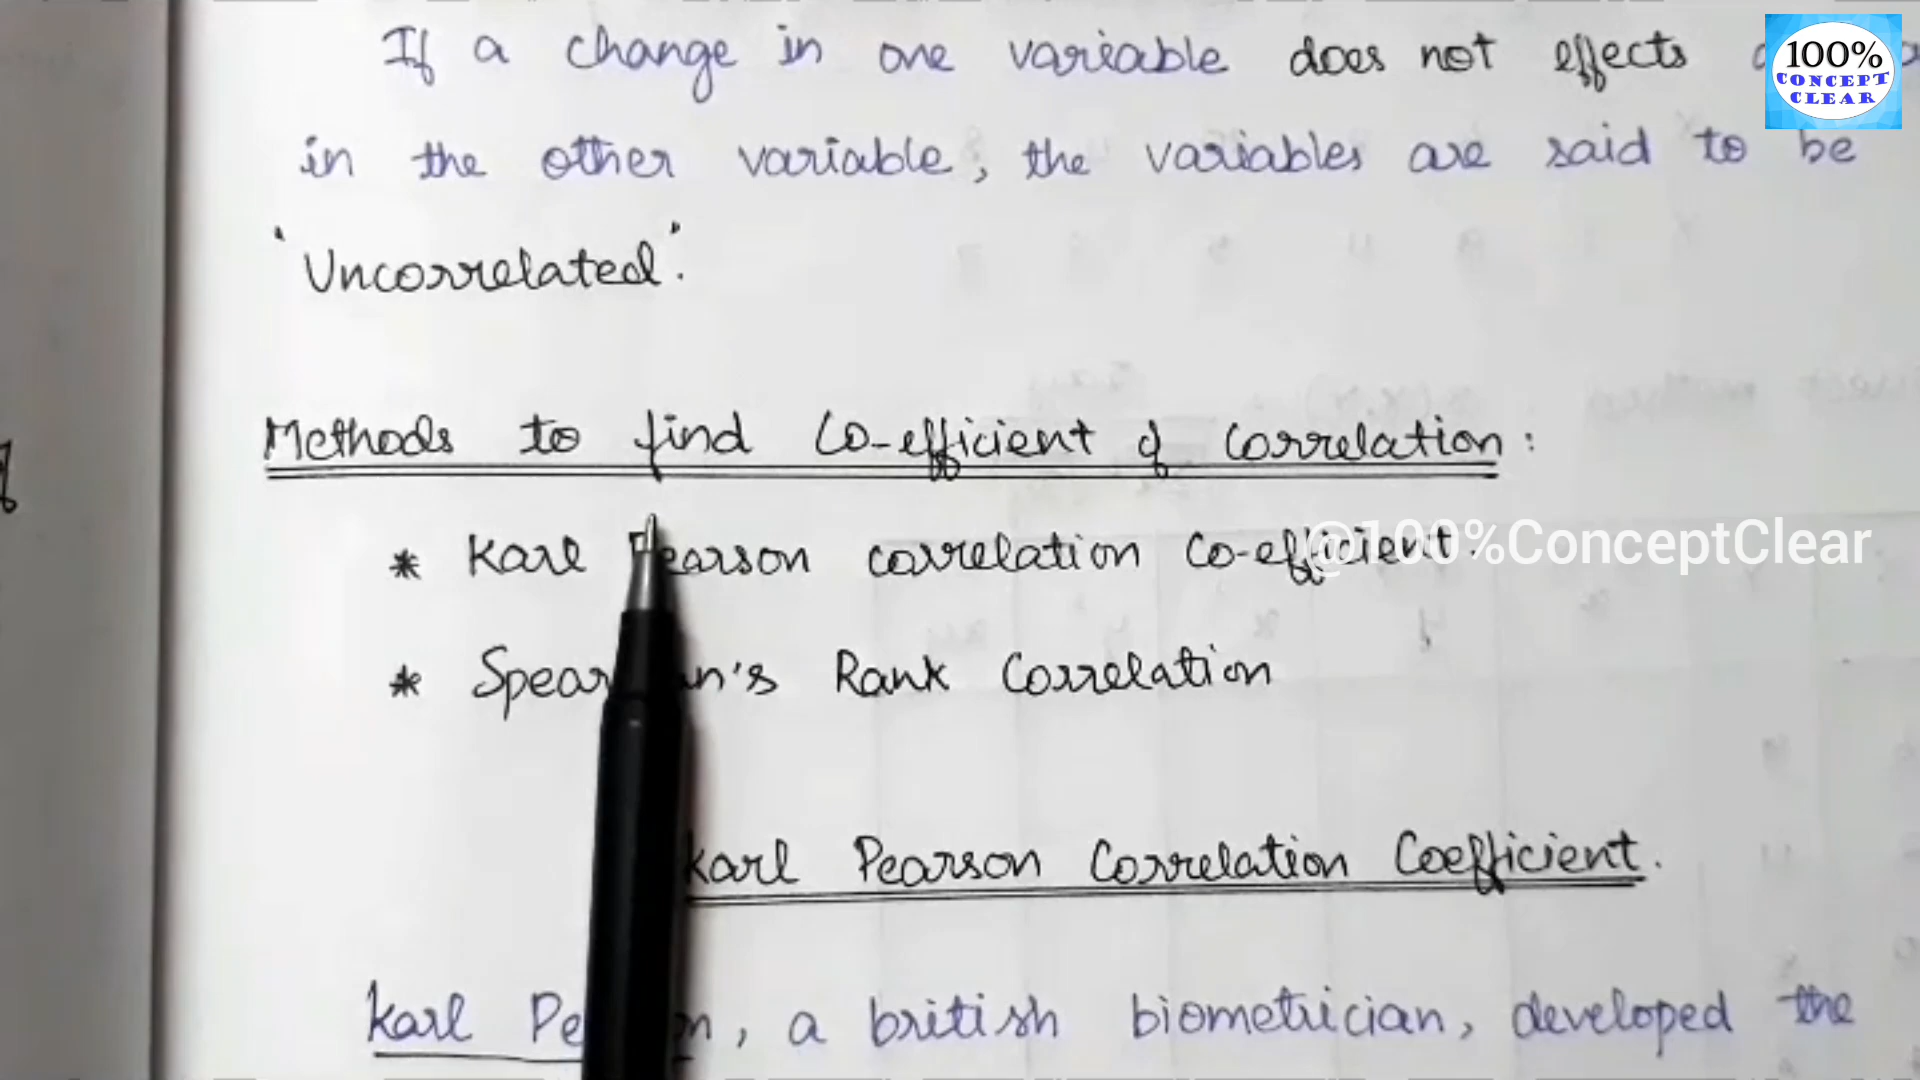 If a change in one variable does not effects
in the other variable, the variables are said to be
"Uncorrelated".
Methods to find Co-efficient of Correlation:
* Karl Pearson correlation Co-efficient.
* Spearman's Rank Correlation
Karl Pearson Correlation Coefficient.
Karl Pearson, a british biometrician, developed the
100%
CONCEPT
CLEAR
@100%ConceptClear